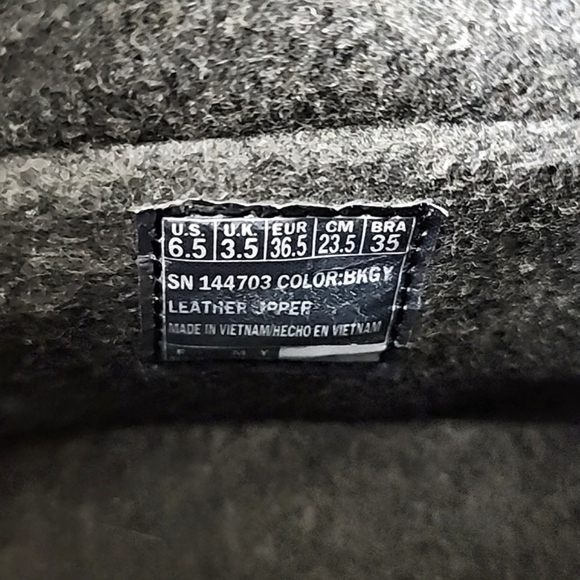 U.S. U.K. EUR CM BRA
6.5 3.5 36.5 23.5 35
SN 144703 COLOR:BKGY
LEATHER UPPER
MADE IN VIETNAM/HECHO EN VIETNAM